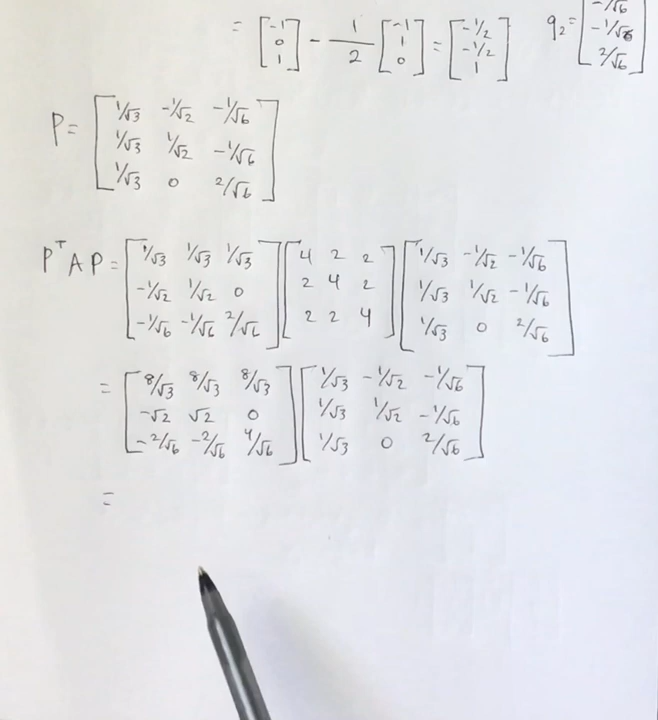 = [-1 0 1] - 1/2 [-1 1 0] = [-1/2 -1/2 1] q₂ = [-1/√6 -1/√6 2/√6]
P = [1/√3 -1/√2 -1/√6
1/√3 1/√2 -1/√6
1/√3 0 2/√6]
PᵀAP = [1/√3 1/√3 1/√3 [4 2 2 [1/√3 -1/√2 -1/√6
-1/√2 1/√2 0 2 4 2 1/√3 1/√2 -1/√6
-1/√6 -1/√6 2/√6] 2 2 4] 1/√3 0 2/√6]
= [8/√3 8/√3 8/√3 [1/√3 -1/√2 -1/√6
-√2 √2 0 1/√3 1/√2 -1/√6
-2/√6 -2/√6 4/√6] 1/√3 0 2/√6]
=